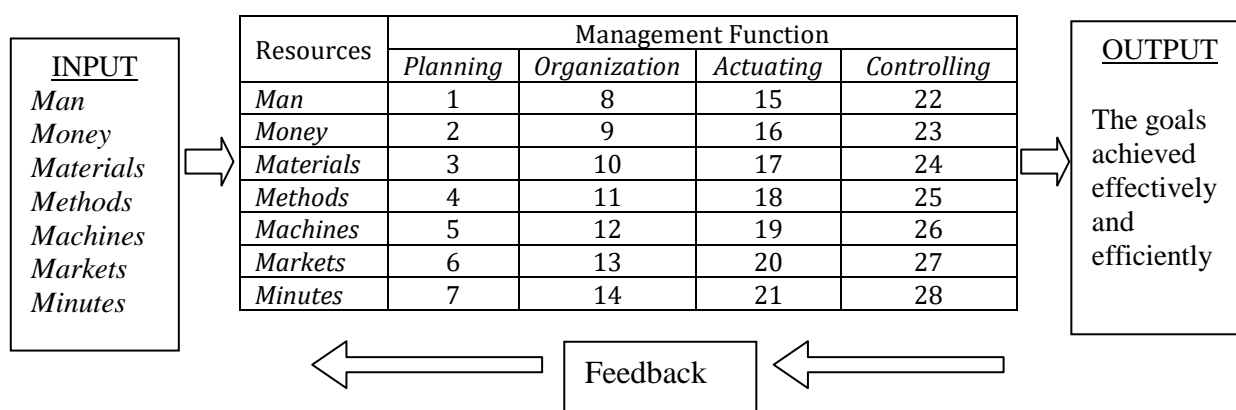 INPUT
Man
Money
Materials
Methods
Machines
Markets
Minutes
Resources Management Function
Planning Organization Actuating Controlling
Man 1 8 15 22
Money 2 9 16 23
Materials 3 10 17 24
Methods 4 11 18 25
Machines 5 12 19 26
Markets 6 13 20 27
Minutes 7 14 21 28
OUTPUT
The goals
achieved
effectively
and
efficiently
Feedback